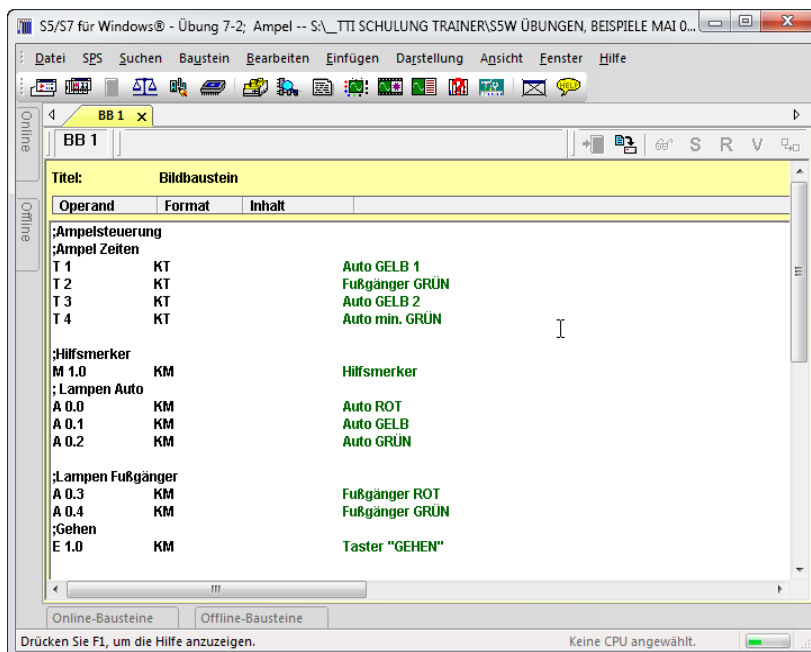 S5/S7 für Windows® - Übung 7-2; Ampel -- S:\_TTI SCHULUNG TRAINER\S5W ÜBUNGEN, BEISPIELE MAI 0...
Datei SPS Suchen Baustein Bearbeiten Einfügen Darstellung Ansicht Fenster Hilfe
HELP
Online
Offline
BB 1 x
BB 1
S R V
Titel: Bildbaustein
Operand Format Inhalt
;Ampelsteuerung
;Ampel Zeiten
T 1 KT Auto GELB 1
T 2 KT Fußgänger GRÜN
T 3 KT Auto GELB 2
T 4 KT Auto min. GRÜN
;Hilfsmerker
M 1.0 KM Hilfsmerker
; Lampen Auto
A 0.0 KM Auto ROT
A 0.1 KM Auto GELB
A 0.2 KM Auto GRÜN
;Lampen Fußgänger
A 0.3 KM Fußgänger ROT
A 0.4 KM Fußgänger GRÜN
;Gehen
E 1.0 KM Taster "GEHEN"
Online-Bausteine Offline-Bausteine
Drücken Sie F1, um die Hilfe anzuzeigen. Keine CPU angewählt.